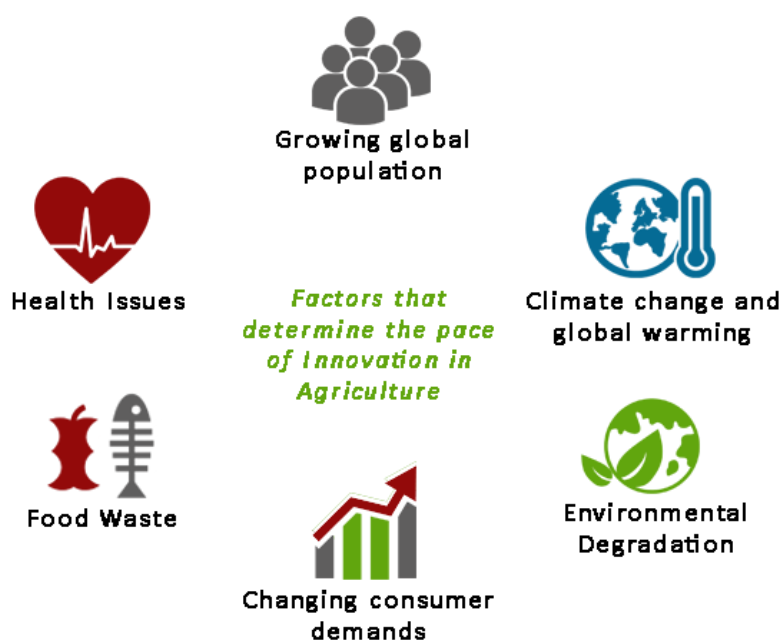 Growing global
population
Health Issues
Climate change and
global warming
Factors that
determine the pace
of Innovation in
Agriculture
Food Waste
Environmental
Degradation
Changing consumer
demands